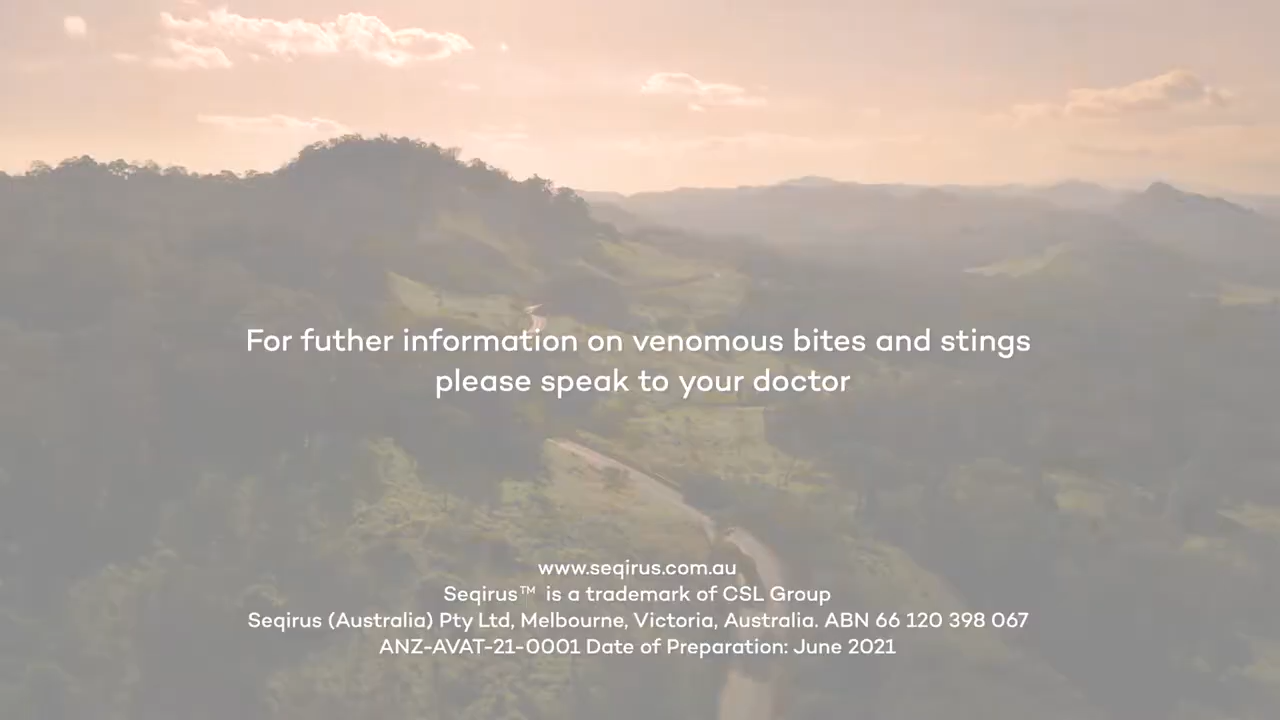 For futher information on venomous bites and stings
please speak to your doctor
www.seqirus.com.au
Seqirus™ is a trademark of CSL Group
Seqirus (Australia) Pty Ltd, Melbourne, Victoria, Australia. ABN 66 120 398 067
ANZ-AVAT-21-0001 Date of Preparation: June 2021